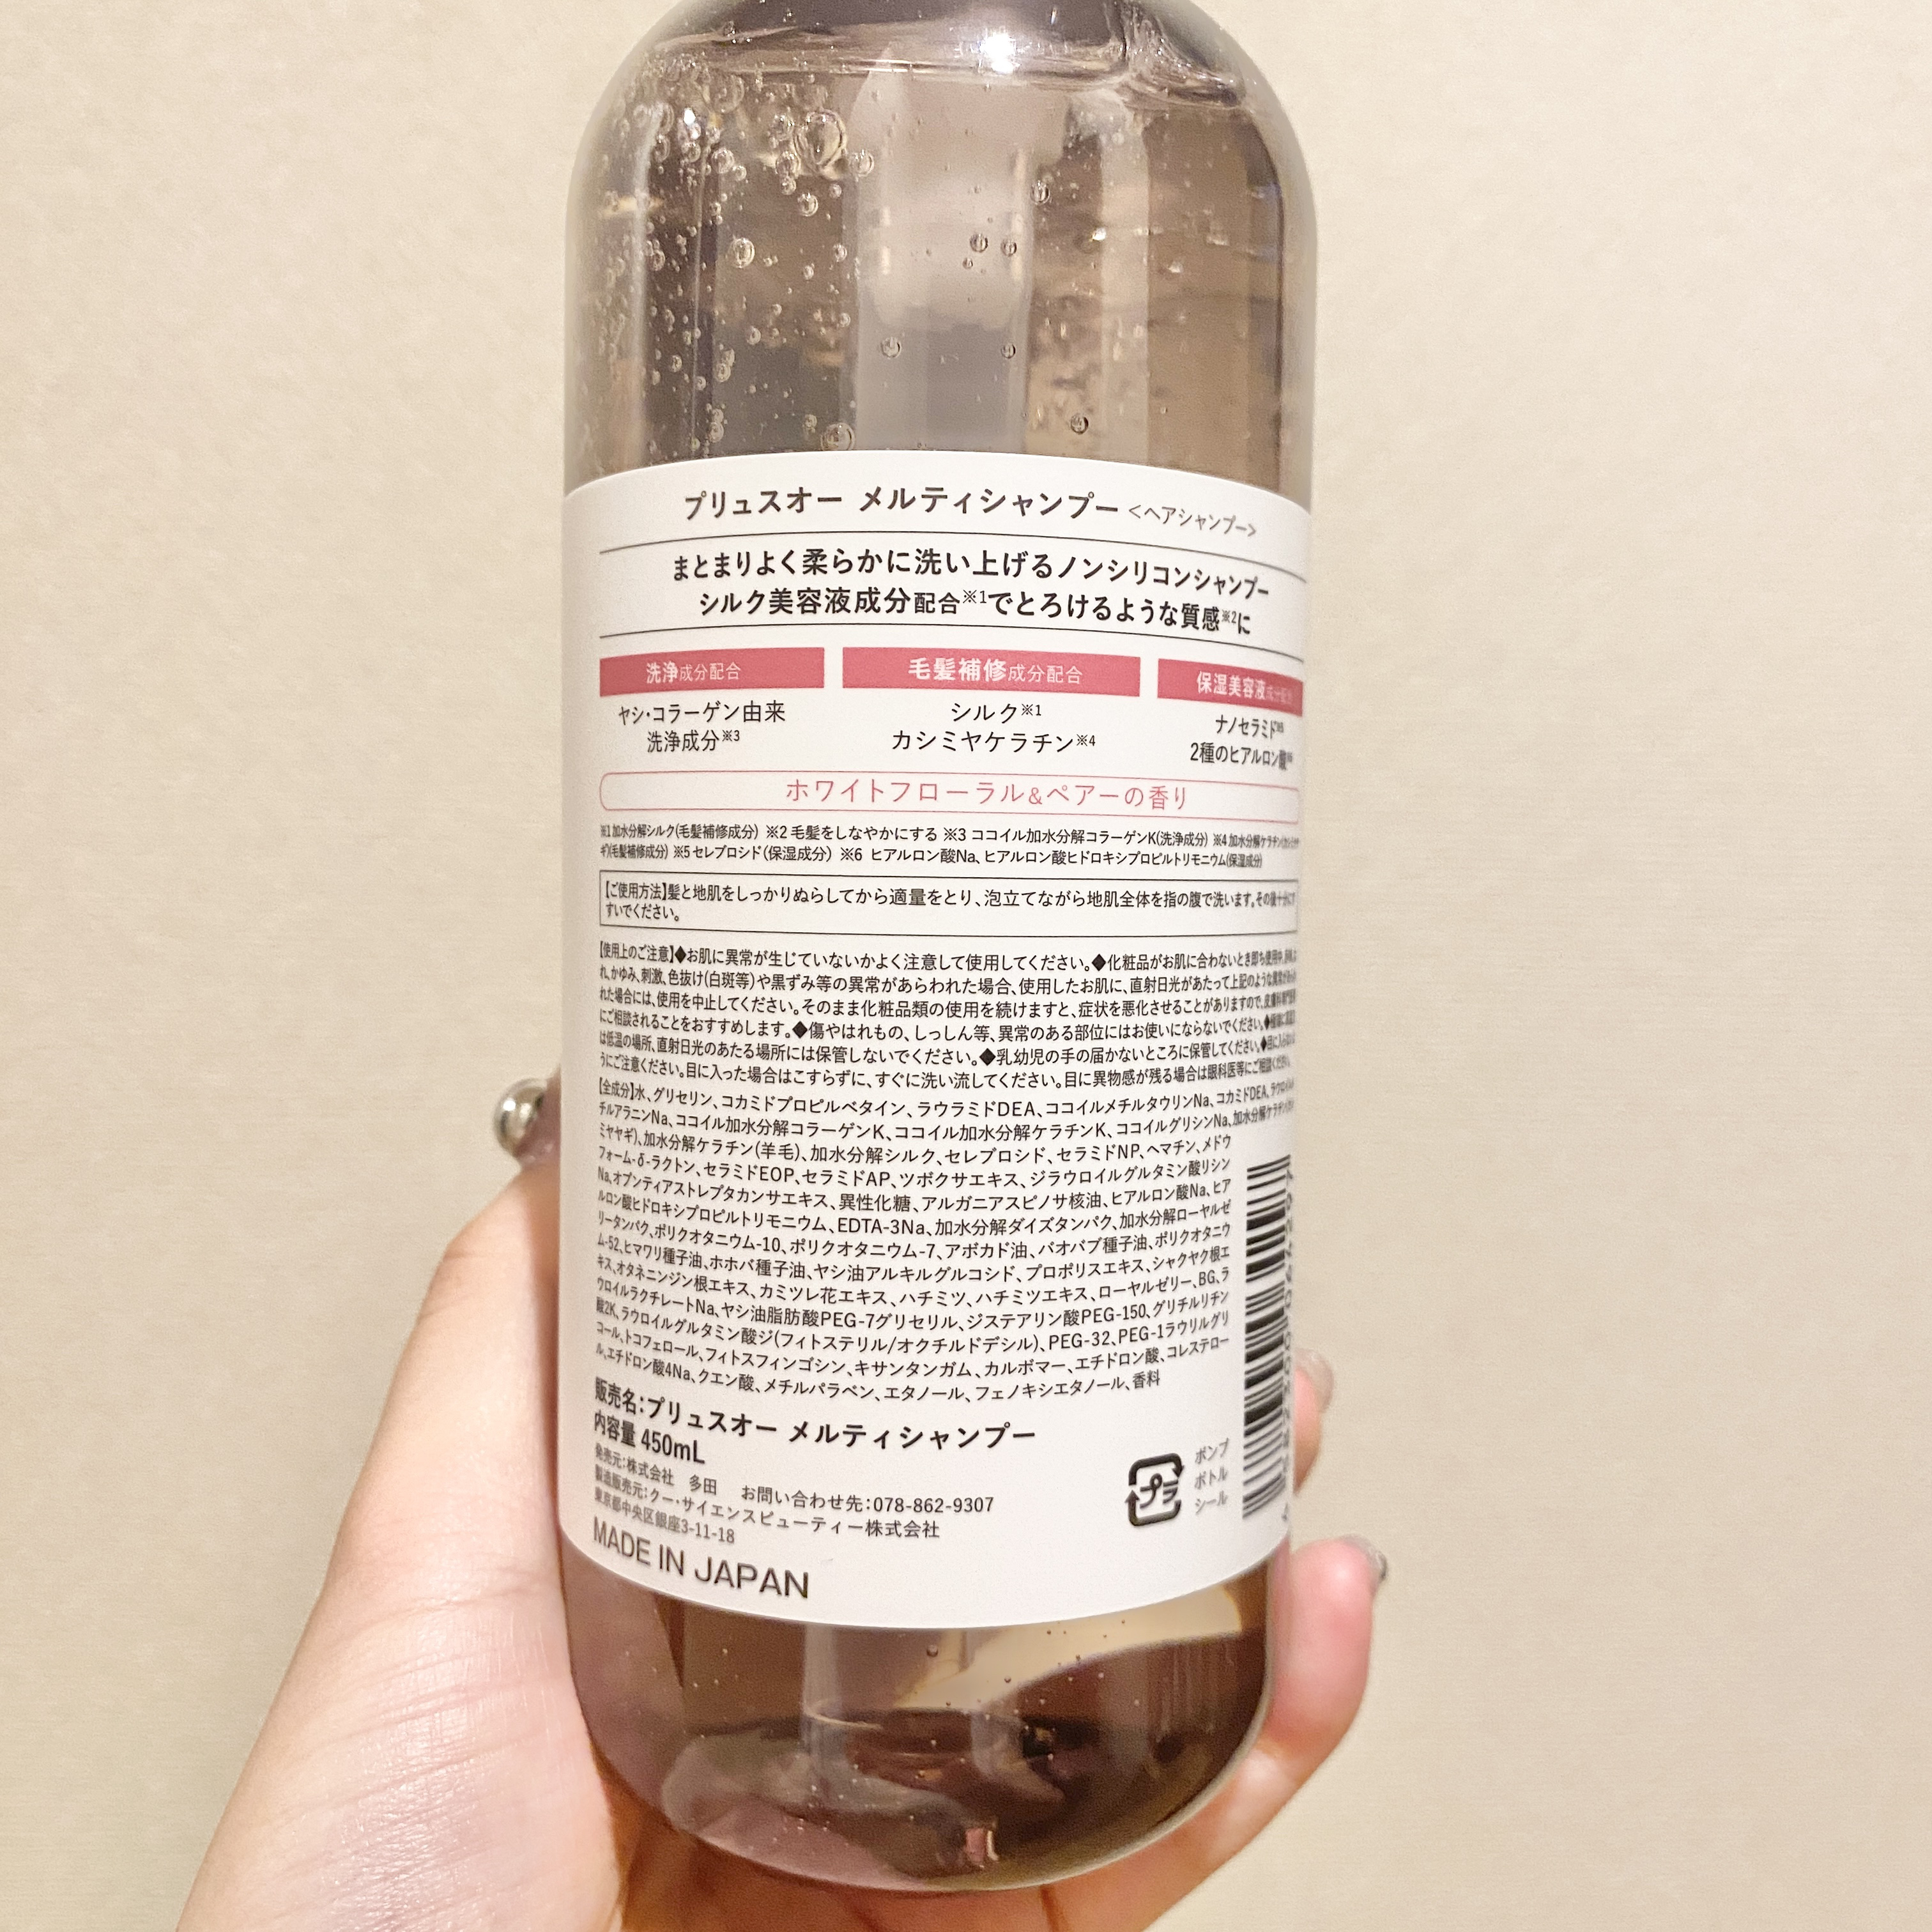 プリュスオー メルティシャンプー <ヘアシャンプー>
まとまりよく柔らかに洗い上げるノンシリコンシャンプー
シルク美容液成分配合※1でとろけるような質感※2に
洗浄成分配合
ヤシ・コラーゲン由来
洗浄成分※3
毛髪補修成分配合
シルク※1
カシミヤケラチン※4
保湿美容液成分配合
ナノセラミド※5
2種のヒアルロン酸※6
ホワイトフローラル&ペアーの香り
※1 加水分解シルク(毛髪補修成分) ※2 毛髪をしなやかにする ※3 ココイル加水分解コラーゲンK(洗浄成分) ※4 加水分解ケラチン(カシミヤヤ
ギ)(毛髪補修成分) ※5 セレブロシド(保湿成分) ※6 ヒアルロン酸Na、ヒアルロン酸ヒドロキシプロピルトリモニウム(保湿成分)
【ご使用方法】髪と地肌をしっかりぬらしてから適量をとり、泡立てながら地肌全体を指の腹で洗います。その後十分にす
すいでください。
【使用上のご注意】◆お肌に異常が生じていないかよく注意して使用してください。◆化粧品がお肌に合わないとき即ち使用中、
れ、かゆみ、刺激、色抜け(白斑等)や黒ずみ等の異常があらわれた場合、使用したお肌に、直射日光があたって上記のような異常が
れた場合には、使用を中止してください。そのまま化粧品類の使用を続けますと、症状を悪化させることがありますので、皮膚科専門医等
にご相談されることをおすすめします。◆傷やはれもの、しっしん等、異常のある部位にはお使いにならないでください。◆
は低温の場所、直射日光のあたる場所には保管しないでください。◆乳幼児の手の届かないところに保管してください。◆目に入らないよ
うにご注意ください。目に入った場合はこすらずに、すぐに洗い流してください。目に異物感が残る場合は眼科医等にご相談ください。
【全成分】水、グリセリン、コカミドプロピルベタイン、ラウラミドDEA、ココイルメチルタウリンNa、コカミドDEA、ラウロイルメ
チルアラニンNa、ココイル加水分解コラーゲンK、ココイル加水分解ケラチンK、ココイルグリシンNa、加水分解ケラチン(カシ
ミヤヤギ)、加水分解ケラチン(羊毛)、加水分解シルク、セレブロシド、セラミドNP、ヘマチン、メドウ
フォーム-δ-ラクトン、セラミドEOP、セラミドAP、ツボクサエキス、ジラウロイルグルタミン酸リシン
Na、オプンティアストレプタカンサエキス、異性化糖、アルガニアスピノサ核油、ヒアルロン酸Na、ヒア
ルロン酸ヒドロキシプロピルトリモニウム、EDTA-3Na、加水分解ダイズタンパク、加水分解ローヤルゼ
リータンパク、ポリクオタニウム-10、ポリクオタニウム-7、アボカド油、バオバブ種子油、ポリクオタニウ
ム-52、ヒマワリ種子油、ホホバ種子油、ヤシ油アルキルグルコシド、プロポリスエキス、シャクヤク根エ
キス、オタネニンジン根エキス、カミツレ花エキス、ハチミツ、ハチミツエキス、ローヤルゼリー、BG、ラ
ウロイルラクチレートNa、ヤシ油脂肪酸PEG-7グリセリル、ジステアリン酸PEG-150、グリチルリチン
酸2K、ラウロイルグルタミン酸ジ(フィトステリル/オクチルドデシル)、PEG-32、PEG-1ラウリルグリ
コール、トコフェロール、フィトスフィンゴシン、キサンタンガム、カルボマー、エチドロン酸、コレステロー
ル、エチドロン酸4Na、クエン酸、メチルパラベン、エタノール、フェノキシエタノール、香料
販売名:プリュスオー メルティシャンプー
内容量 450mL
発売元:株式会社 多田 お問い合わせ先:078-862-9307
製造販売元:クー・サイエンスビューティー株式会社
東京都中央区銀座3-11-18
MADE IN JAPAN
プラ
ポンプ
ボトル
シール